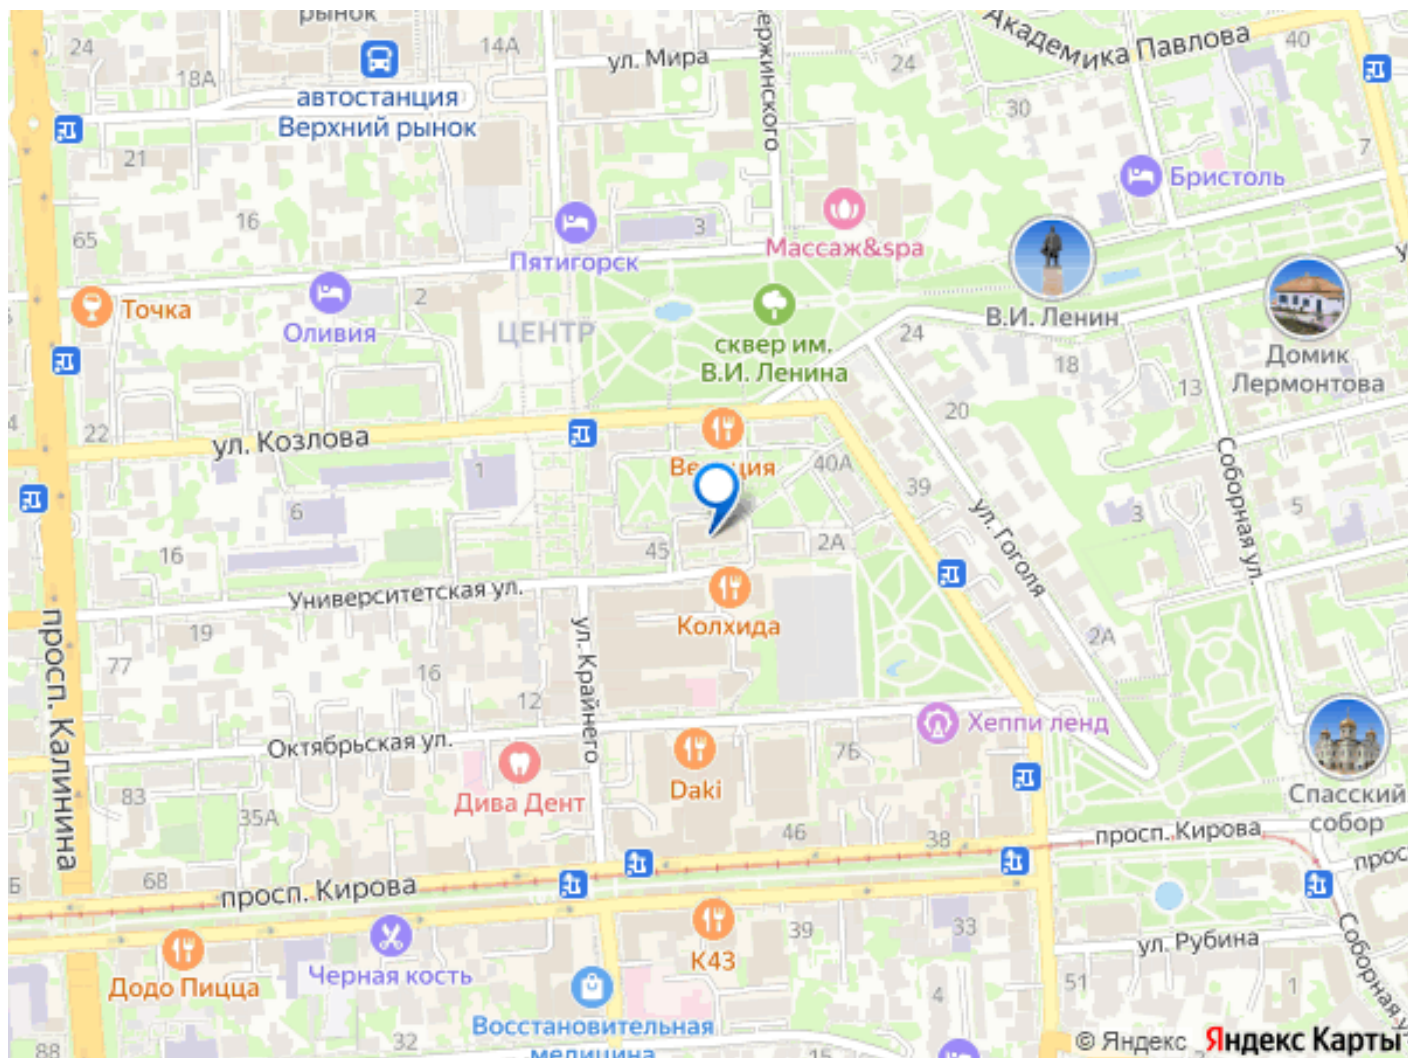 рынок
24
14А
ул. Мира
Дзержинского
24
Академика Павлова
40
18А
автостанция
Верхний рынок
30
21
7
Бристоль
16
3
65
Массаж&spa
Пятигорск
2
Точка
Оливия
ЦЕНТР
В.И. Ленин
24
сквер им.
В.И. Ленина
18
Домик
Лермонтова
13
20
22
ул. Козлова
40А
1
39
Соборная ул.
6
ул. Гоголя
3
5
16
45
2А
Университетская ул.
Колхида
просп. Калинина
19
ул. Крайнего
2А
77
16
12
Октябрьская ул.
7Б
Хеппи ленд
Daki
Дива Дент
83
35А
46
38
просп. Кирова
Спасский
собор
68
просп. Кирова
К43
39
33
ул. Рубина
Соборная у
Черная кость
Додо Пицца
51
4
1
Восстановительная
медицина
32
15
88
© Яндекс Яндекс Карты